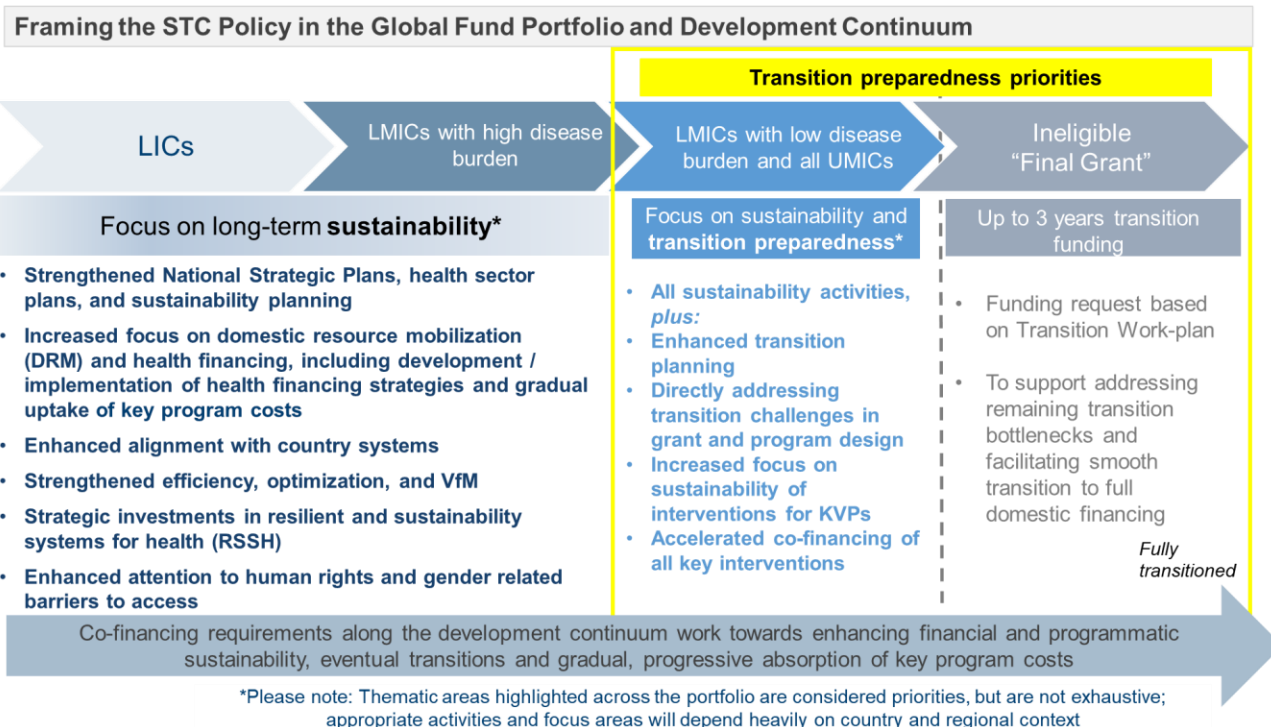 Framing the STC Policy in the Global Fund Portfolio and Development Continuum
Transition preparedness priorities
LICs
LMICs with high disease
burden
LMICs with low disease
burden and all UMICs
Ineligible
“Final Grant”
Focus on long-term sustainability*
• Strengthened National Strategic Plans, health sector
plans, and sustainability planning
• Increased focus on domestic resource mobilization
(DRM) and health financing, including development /
implementation of health financing strategies and gradual
uptake of key program costs
• Enhanced alignment with country systems
• Strengthened efficiency, optimization, and VfM
• Strategic investments in resilient and sustainability
systems for health (RSSH)
• Enhanced attention to human rights and gender related
barriers to access
Focus on sustainability and
transition preparedness*
• All sustainability activities,
plus:
• Enhanced transition
planning
• Directly addressing
transition challenges in
grant and program design
• Increased focus on
sustainability of
interventions for KVPs
• Accelerated co-financing of
all key interventions
Up to 3 years transition
funding
• Funding request based
on Transition Work-plan
• To support addressing
remaining transition
bottlenecks and
facilitating smooth
transition to full
domestic financing
Fully
transitioned
Co-financing requirements along the development continuum work towards enhancing financial and programmatic
sustainability, eventual transitions and gradual, progressive absorption of key program costs
*Please note: Thematic areas highlighted across the portfolio are considered priorities, but are not exhaustive;
appropriate activities and focus areas will depend heavily on country and regional context